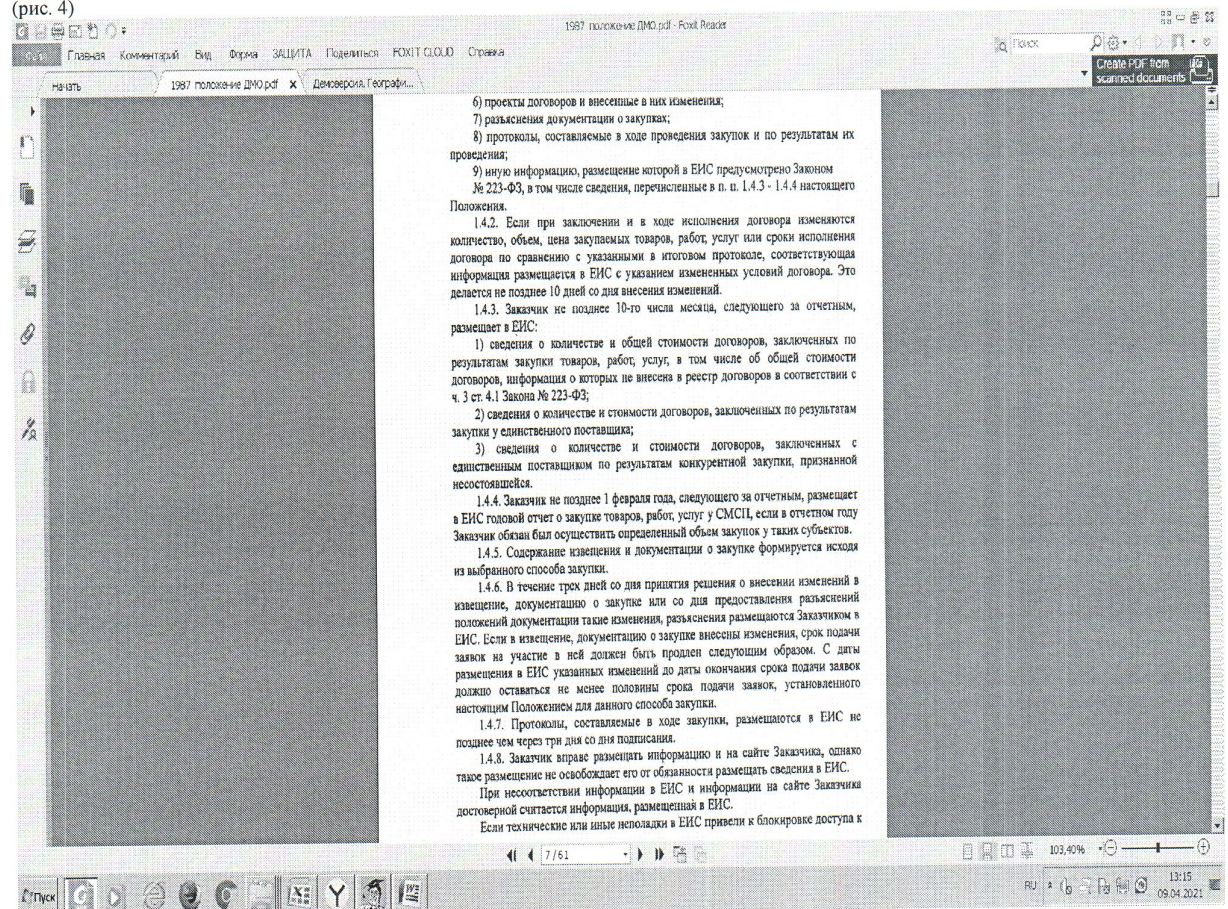 (рис. 4)
1987 положение ДМО.pdf - Foxit Reader
Главная Комментарий Вид Форма ЗАЩИТА Поделиться FOXIT CLOUD Справка
Поиск
Create PDF from
scanned documents
Начать
1987 положение ДМО.pdf x
Демоверсия. Географи...
6) проекты договоров и внесенные в них изменения;
7) разъяснения документации о закупках;
8) протоколы, составляемые в ходе проведения закупок и по результатам их
проведения;
9) иную информацию, размещение которой в ЕИС предусмотрено Законом
№ 223-ФЗ, в том числе сведения, перечисленные в п. п. 1.4.3 - 1.4.4 настоящего
Положения.
1.4.2. Если при заключении и в ходе исполнения договора изменяются
количество, объем, цена закупаемых товаров, работ, услуг или сроки исполнения
договора по сравнению с указанными в итоговом протоколе, соответствующая
информация размещается в ЕИС с указанием измененных условий договора. Это
делается не позднее 10 дней со дня внесения изменений.
1.4.3. Заказчик не позднее 10-го числа месяца, следующего за отчетным,
размещает в ЕИС:
1) сведения о количестве и общей стоимости договоров, заключенных по
результатам закупки товаров, работ, услуг, в том числе об общей стоимости
договоров, информация о которых не внесена в реестр договоров в соответствии с
ч. 3 ст. 4.1 Закона № 223-ФЗ;
2) сведения о количестве и стоимости договоров, заключенных по результатам
закупки у единственного поставщика;
3) сведения о количестве и стоимости договоров, заключенных с
единственным поставщиком по результатам конкурентной закупки, признанной
несостоявшейся.
1.4.4. Заказчик не позднее 1 февраля года, следующего за отчетным, размещает
в ЕИС годовой отчет о закупке товаров, работ, услуг у СМСП, если в отчетном году
Заказчик обязан был осуществить определенный объем закупок у таких субъектов.
1.4.5. Содержание извещения и документации о закупке формируется исходя
из выбранного способа закупки.
1.4.6. В течение трех дней со дня принятия решения о внесении изменений в
извещение, документацию о закупке или со дня предоставления разъяснений
положений документации такие изменения, разъяснения размещаются Заказчиком в
ЕИС. Если в извещение, документацию о закупке внесены изменения, срок подачи
заявок на участие в ней должен быть продлен следующим образом. С даты
размещения в ЕИС указанных изменений до даты окончания срока подачи заявок
должно оставаться не менее половины срока подачи заявок, установленного
настоящим Положением для данного способа закупки.
1.4.7. Протоколы, составляемые в ходе закупки, размещаются в ЕИС не
позднее чем через три дня со дня подписания.
1.4.8. Заказчик вправе размещать информацию и на сайте Заказчика, однако
такое размещение не освобождает его от обязанности размещать сведения в ЕИС.
При несоответствии информации в ЕИС и информации на сайте Заказчика
достоверной считается информация, размещенная в ЕИС.
Если технические или иные неполадки в ЕИС привели к блокировке доступа к
7/61
103,40%
Пуск
RU
13:15
09.04.2021